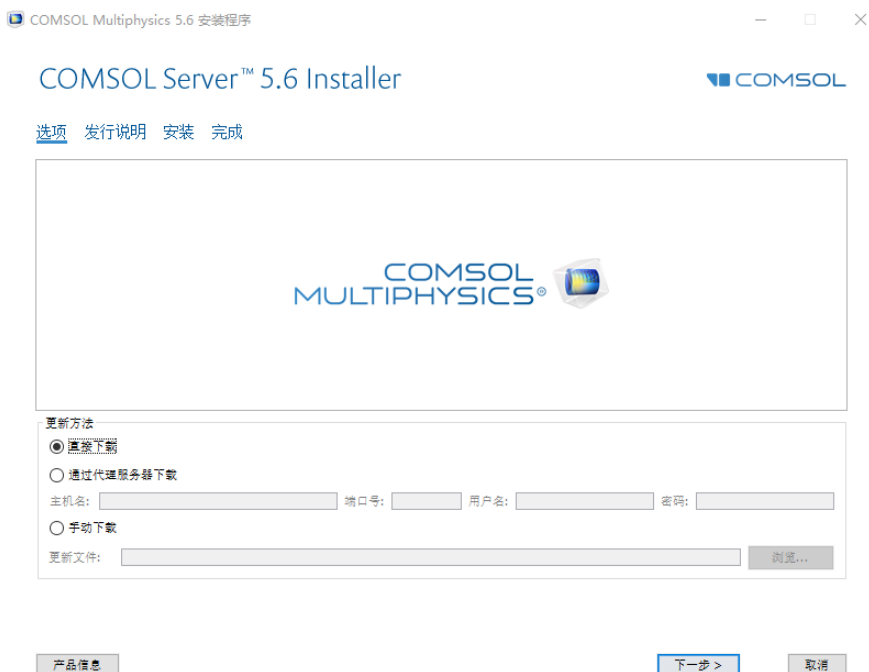 COMSOL Multiphysics 5.6 安装程序
COMSOL Server™ 5.6 Installer
COMSOL
选项 发行说明 安装 完成
COMSOL
MULTIPHYSICS®
更新方法
直接下载
通过代理服务器下载
主机名: 端口号: 用户名: 密码:
手动下载
更新文件: 浏览...
产品信息 下一步 > 取消